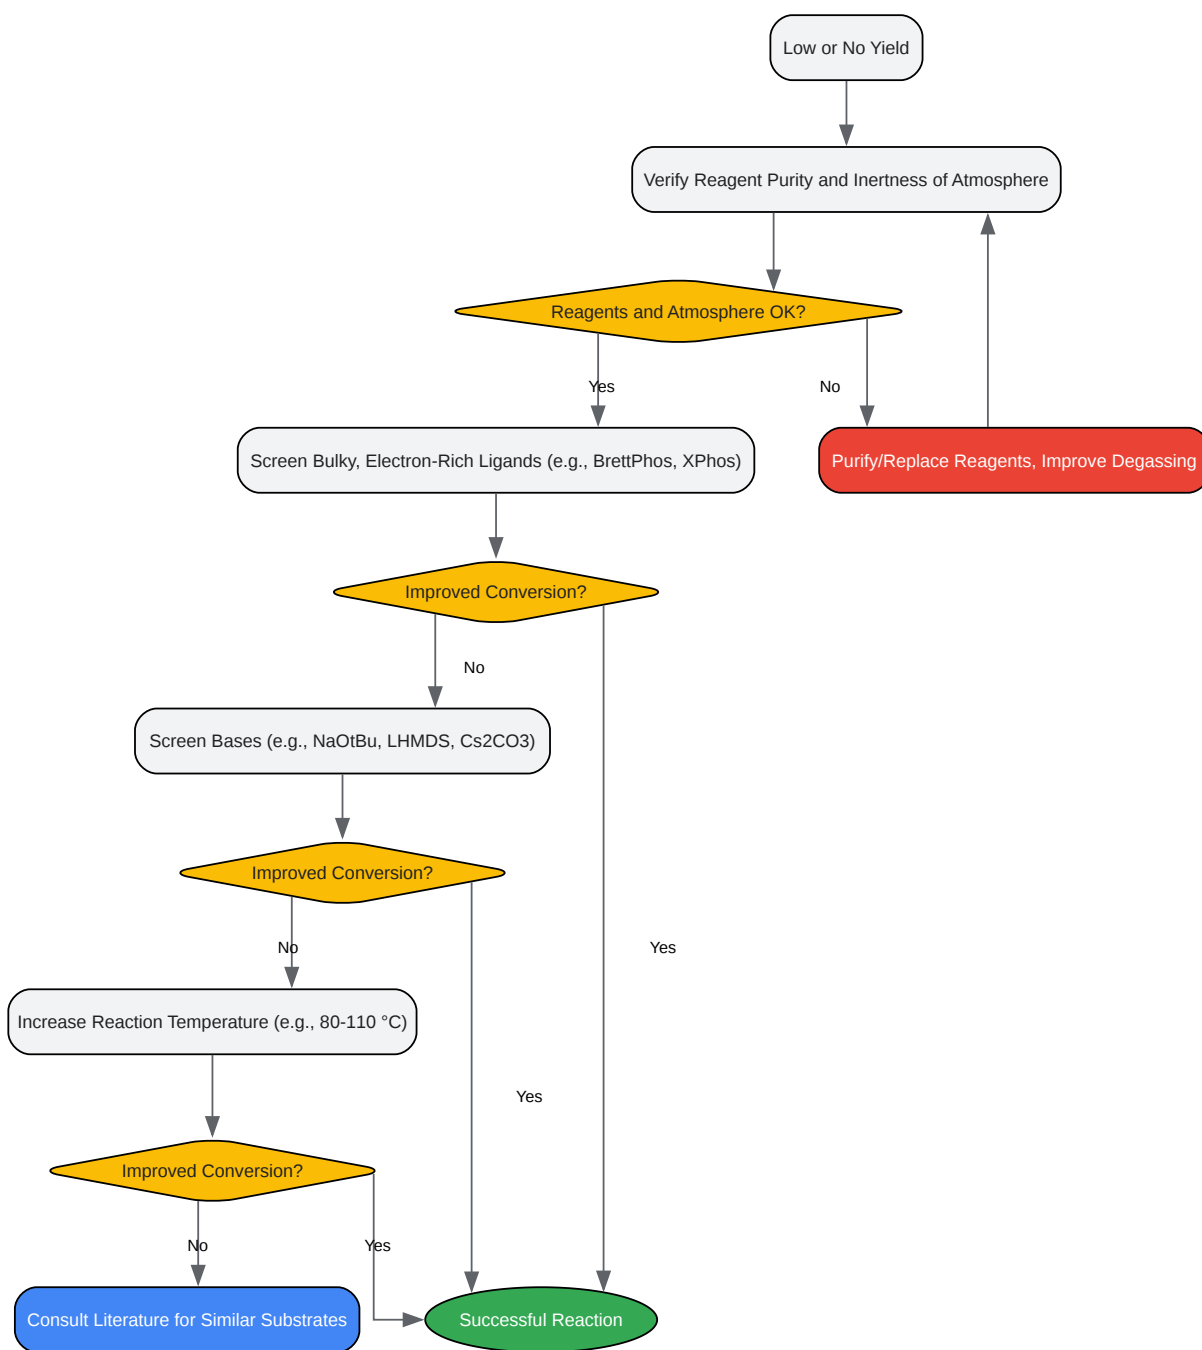 Low or No Yield
Verify Reagent Purity and Inertness of Atmosphere
Reagents and Atmosphere OK?
Yes
No
Screen Bulky, Electron-Rich Ligands (e.g., BrettPhos, XPhos)
Purify/Replace Reagents, Improve Degassing
Improved Conversion?
No
Screen Bases (e.g., NaOtBu, LHMDS, Cs2CO3)
Improved Conversion?
No
Yes
Increase Reaction Temperature (e.g., 80-110 °C)
Yes
Improved Conversion?
No
Yes
Consult Literature for Similar Substrates
Successful Reaction